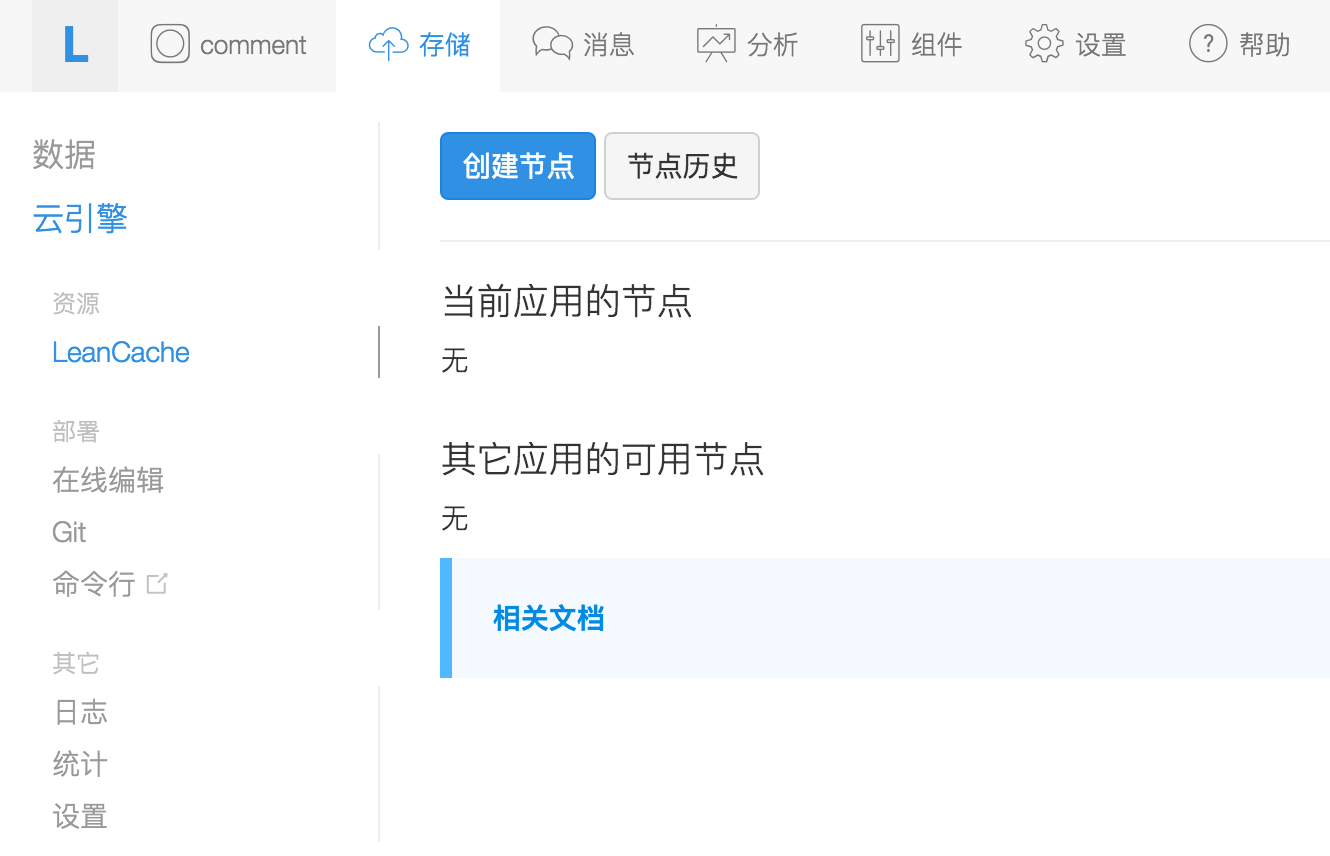 L comment 存储 消息 分析 组件 设置 ? 帮助
数据
云引擎
资源
LeanCache
部署
在线编辑
Git
命令行
其它
日志
统计
设置
创建节点 节点历史
当前应用的节点
无
其它应用的可用节点
无
相关文档